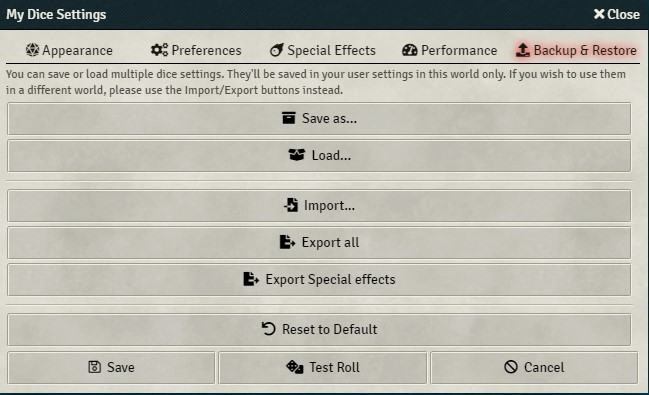 My Dice Settings
Close
Appearance
Preferences
Special Effects
Performance
Backup & Restore
You can save or load multiple dice settings. They'll be saved in your user settings in this world only. If you wish to use them
in a different world, please use the Import/Export buttons instead.
Save as...
Load...
Import...
Export all
Export Special effects
Reset to Default
Save
Test Roll
Cancel